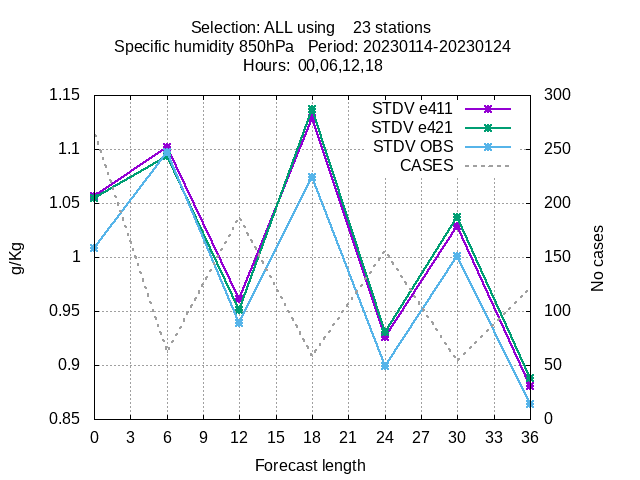 Selection: ALL using    23 stations
Specific humidity 850hPa   Period: 20230114-20230124
Hours:  00,06,12,18
1.15
1.1
1.05
1
0.95
0.9
0.85
g/Kg
STDV e411
STDV e421
STDV OBS
CASES
300
250
200
150
100
50
0
No cases
0 3 6 9 12 15 18 21 24 27 30 33 36
Forecast length